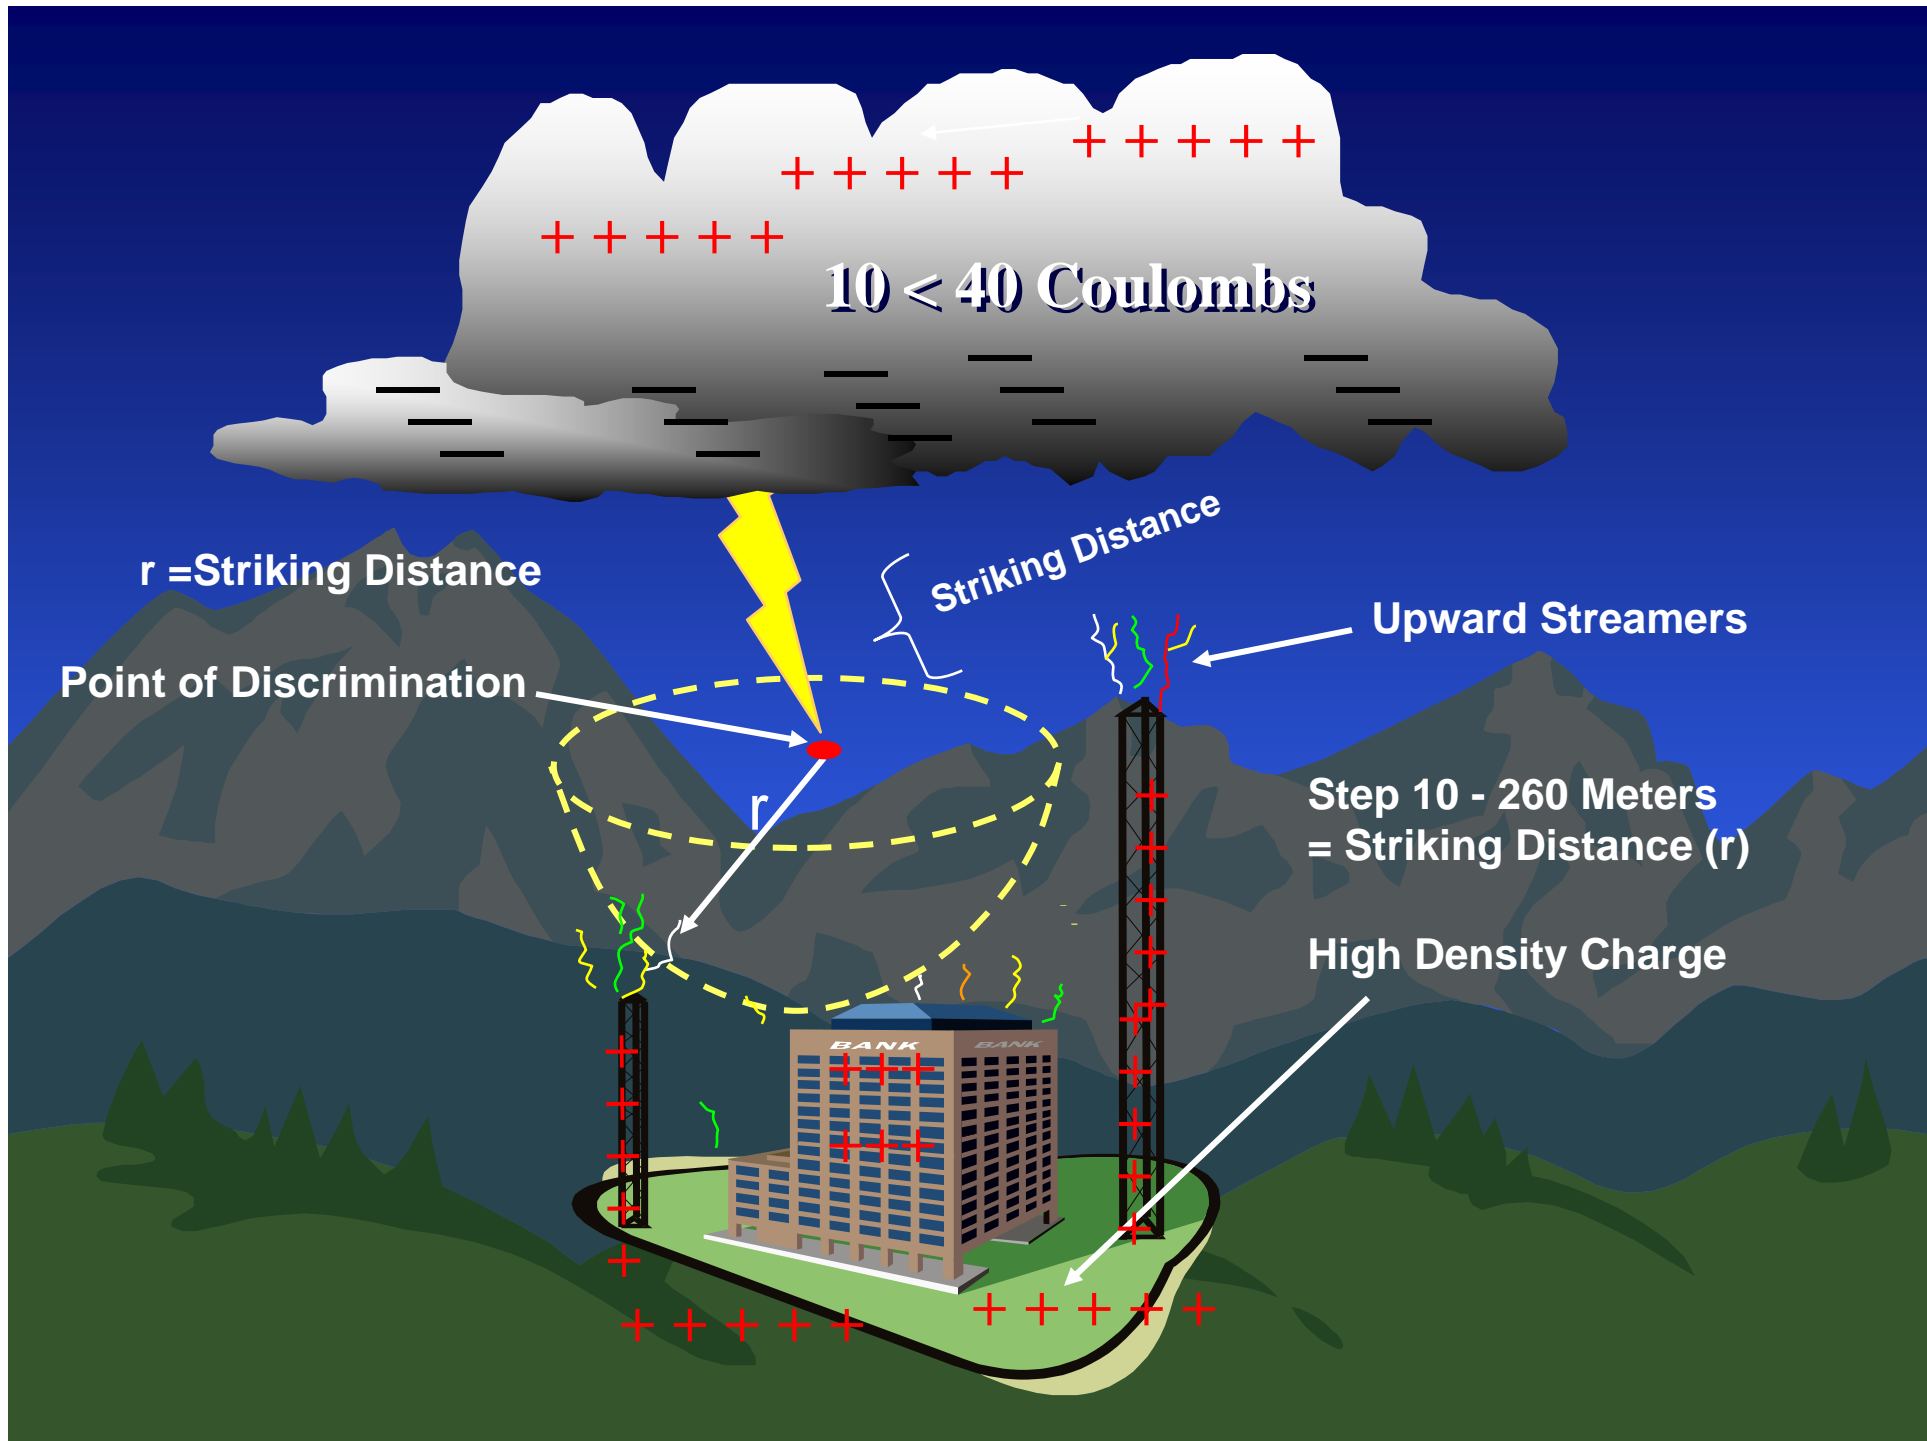 10 < 40 Coulombs
Striking Distance
r =Striking Distance
Upward Streamers
Point of Discrimination
r
Step 10 - 260 Meters
= Striking Distance (r)
High Density Charge
BANK
BANK